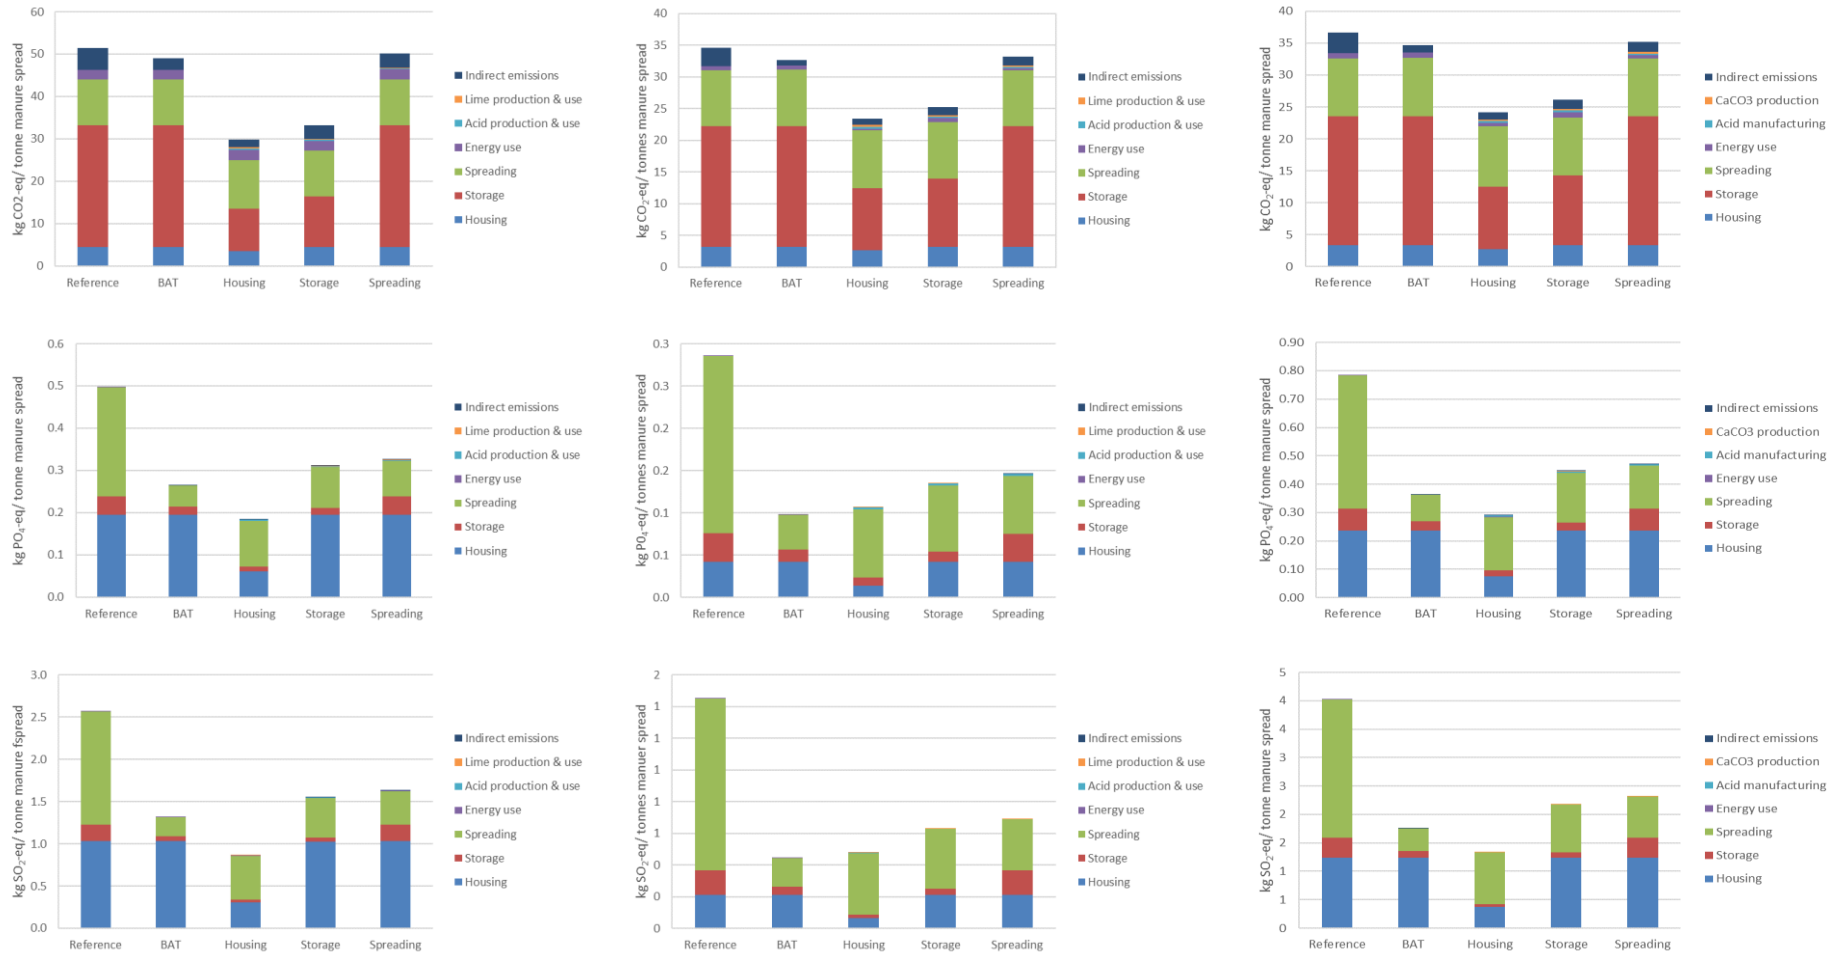 kg CO2-eq/ tonne manure spread
60
50
40
30
20
10
0
Reference BAT Housing Storage Spreading
Indirect emissions
Lime production & use
Acid production & use
Energy use
Spreading
Storage
Housing
kg CO₂-eq/ tonnes manure spread
40
35
30
25
20
15
10
5
0
Reference BAT Housing Storage Spreading
Indirect emissions
Lime production & use
Acid production & use
Energy use
Spreading
Storage
Housing
kg CO₂-eq/ tonne manure spread
40
35
30
25
20
15
10
5
0
Reference BAT Housing Storage Spreading
Indirect emissions
CaCO3 production
Acid manufacturing
Energy use
Spreading
Storage
Housing
kg PO₄-eq/ tonne manure spread
0.6
0.5
0.4
0.3
0.2
0.1
0.0
Reference BAT Housing Storage Spreading
Indirect emissions
Lime production & use
Acid production & use
Energy use
Spreading
Storage
Housing
kg P0₄-eq/ tonnes manure spread
0.3
0.3
0.2
0.2
0.1
0.1
0.0
Reference BAT Housing Storage Spreading
Indirect emissions
Lime production & use
Acid production & use
Energy use
Spreading
Storage
Housing
kg PO₄-eq/ tonne manure spread
0.90
0.80
0.70
0.60
0.50
0.40
0.30
0.20
0.10
0.00
Reference BAT Housing Storage Spreading
Indirect emissions
CaCO3 production
Acid manufacturing
Energy use
Spreading
Storage
Housing
kg SO₂-eq/ tonne manure fspread
3.0
2.5
2.0
1.5
1.0
0.5
0.0
Reference BAT Housing Storage Spreading
Indirect emissions
Lime production & use
Acid production & use
Energy use
Spreading
Storage
Housing
kg SO₂-eq/ tonnes manuer spread
2
1
1
1
1
1
0
0
0
Reference BAT Housing Storage Spreading
Indirect emissions
Lime production & use
Acid production & use
Energy use
Spreading
Storage
Housing
kg SO₂-eq/ tonne manure spread
5
4
4
3
3
2
2
1
1
0
Reference BAT Housing Storage Spreading
Indirect emissions
CaCO3 production
Acid manufacturing
Energy use
Spreading
Storage
Housing